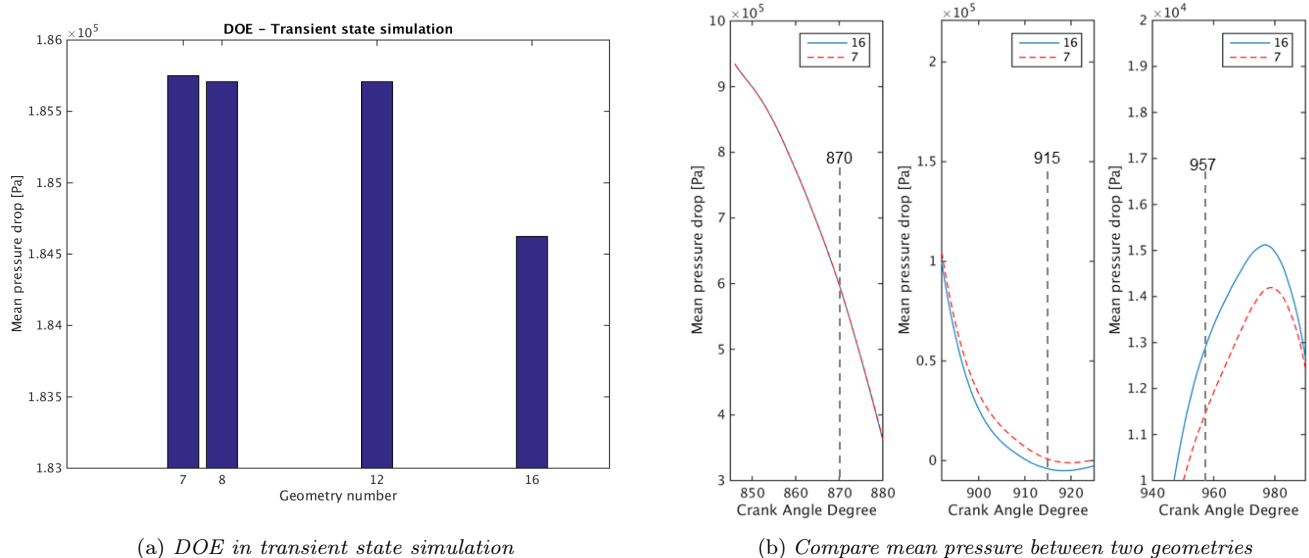 DOE – Transient state simulation
×10⁵
1.86
1.855
1.85
1.845
1.84
1.835
1.83
Mean pressure drop [Pa]
7 8 12 16
Geometry number
(a) DOE in transient state simulation
×10⁵
10
9
8
7
6
5
4
3
Mean pressure drop [Pa]
16
7
870
850 860 870 880
Crank Angle Degree
×10⁵
2
1.5
1
0.5
0
Mean pressure drop [Pa]
16
7
915
900 910 920
Crank Angle Degree
×10⁴
2
1.9
1.8
1.7
1.6
1.5
1.4
1.3
1.2
1.1
1
Mean pressure drop [Pa]
16
7
957
940 960 980
Crank Angle Degree
(b) Compare mean pressure between two geometries